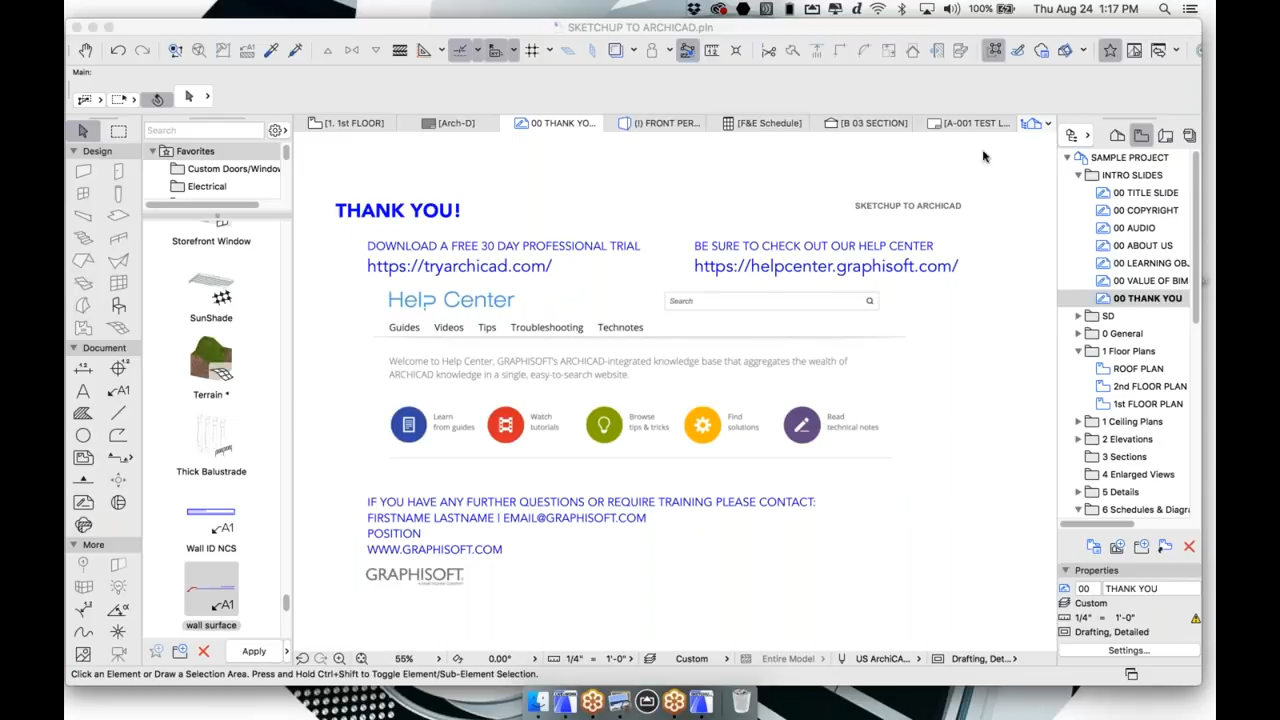 100% Thu Aug 24 1:17 PM
SKETCHUP TO ARCHICAD.pln
Main:
[1. 1st FLOOR]
[Arch-D]
00 THANK YO...
(I) FRONT PER...
[F&E Schedule]
[B 03 SECTION]
[A-001 TEST L...
Search
Design
Favorites
Custom Doors/Window
Electrical
Storefront Window
SunShade
Terrain *
Thick Balustrade
A1
Wall ID NCS
A1
wall surface
Document
A1
More
Apply
THANK YOU!
SKETCHUP TO ARCHICAD
DOWNLOAD A FREE 30 DAY PROFESSIONAL TRIAL
https://tryarchicad.com/
BE SURE TO CHECK OUT OUR HELP CENTER
https://helpcenter.graphisoft.com/
Help Center
Search
Guides Videos Tips Troubleshooting Technotes
Welcome to Help Center, GRAPHISOFT's ARCHICAD-integrated knowledge base that aggregates the wealth of
ARCHICAD knowledge in a single, easy-to-search website.
Learn
from guides
Watch
tutorials
Browse
tips & tricks
Find
solutions
Read
technical notes
IF YOU HAVE ANY FURTHER QUESTIONS OR REQUIRE TRAINING PLEASE CONTACT:
FIRSTNAME LASTNAME | EMAIL@GRAPHISOFT.COM
POSITION
WWW.GRAPHISOFT.COM
GRAPHISOFT
SAMPLE PROJECT
INTRO SLIDES
00 TITLE SLIDE
00 COPYRIGHT
00 AUDIO
00 ABOUT US
00 LEARNING OBJ
00 VALUE OF BIM
00 THANK YOU
SD
0 General
1 Floor Plans
ROOF PLAN
2nd FLOOR PLAN
1st FLOOR PLAN
1 Ceiling Plans
2 Elevations
3 Sections
4 Enlarged Views
5 Details
6 Schedules & Diagra
Properties
00 THANK YOU
Custom
1/4" = 1'-0"
Drafting, Detailed
Settings...
55% 0.00° 1/4" = 1'-0" Custom Entire Model US ArchiCA... Drafting, Det...
Click an Element or Draw a Selection Area. Press and Hold Ctrl+Shift to Toggle Element/Sub-Element Selection.